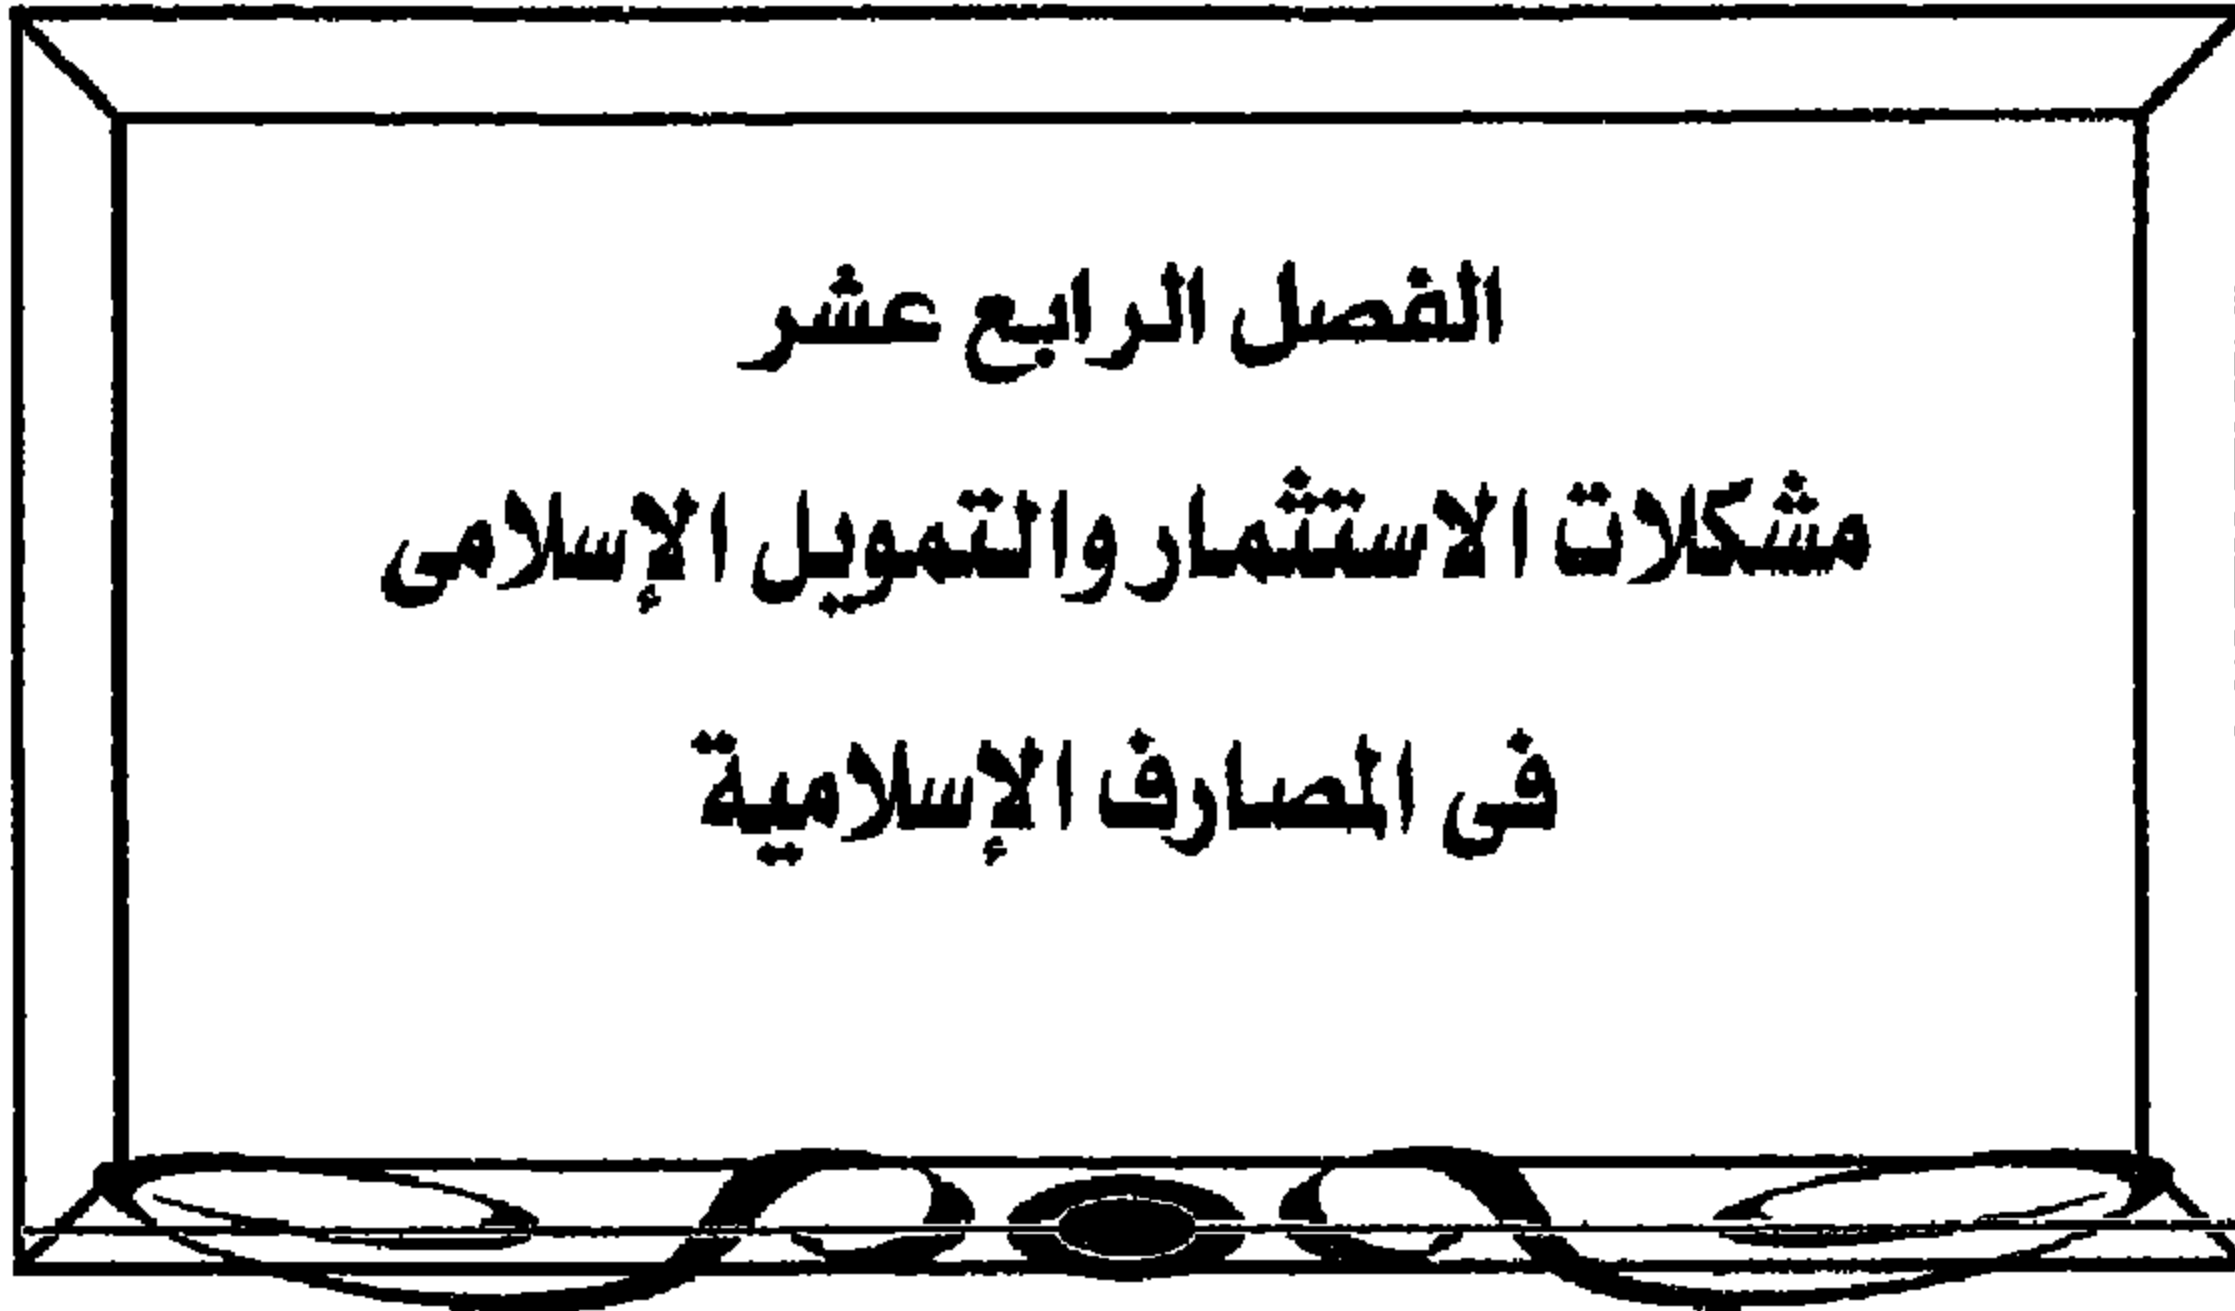 الفصل الرابع عشر
مشكلات الاستثمار والتمويل الإسلامى
فى المصارف الإسلامية